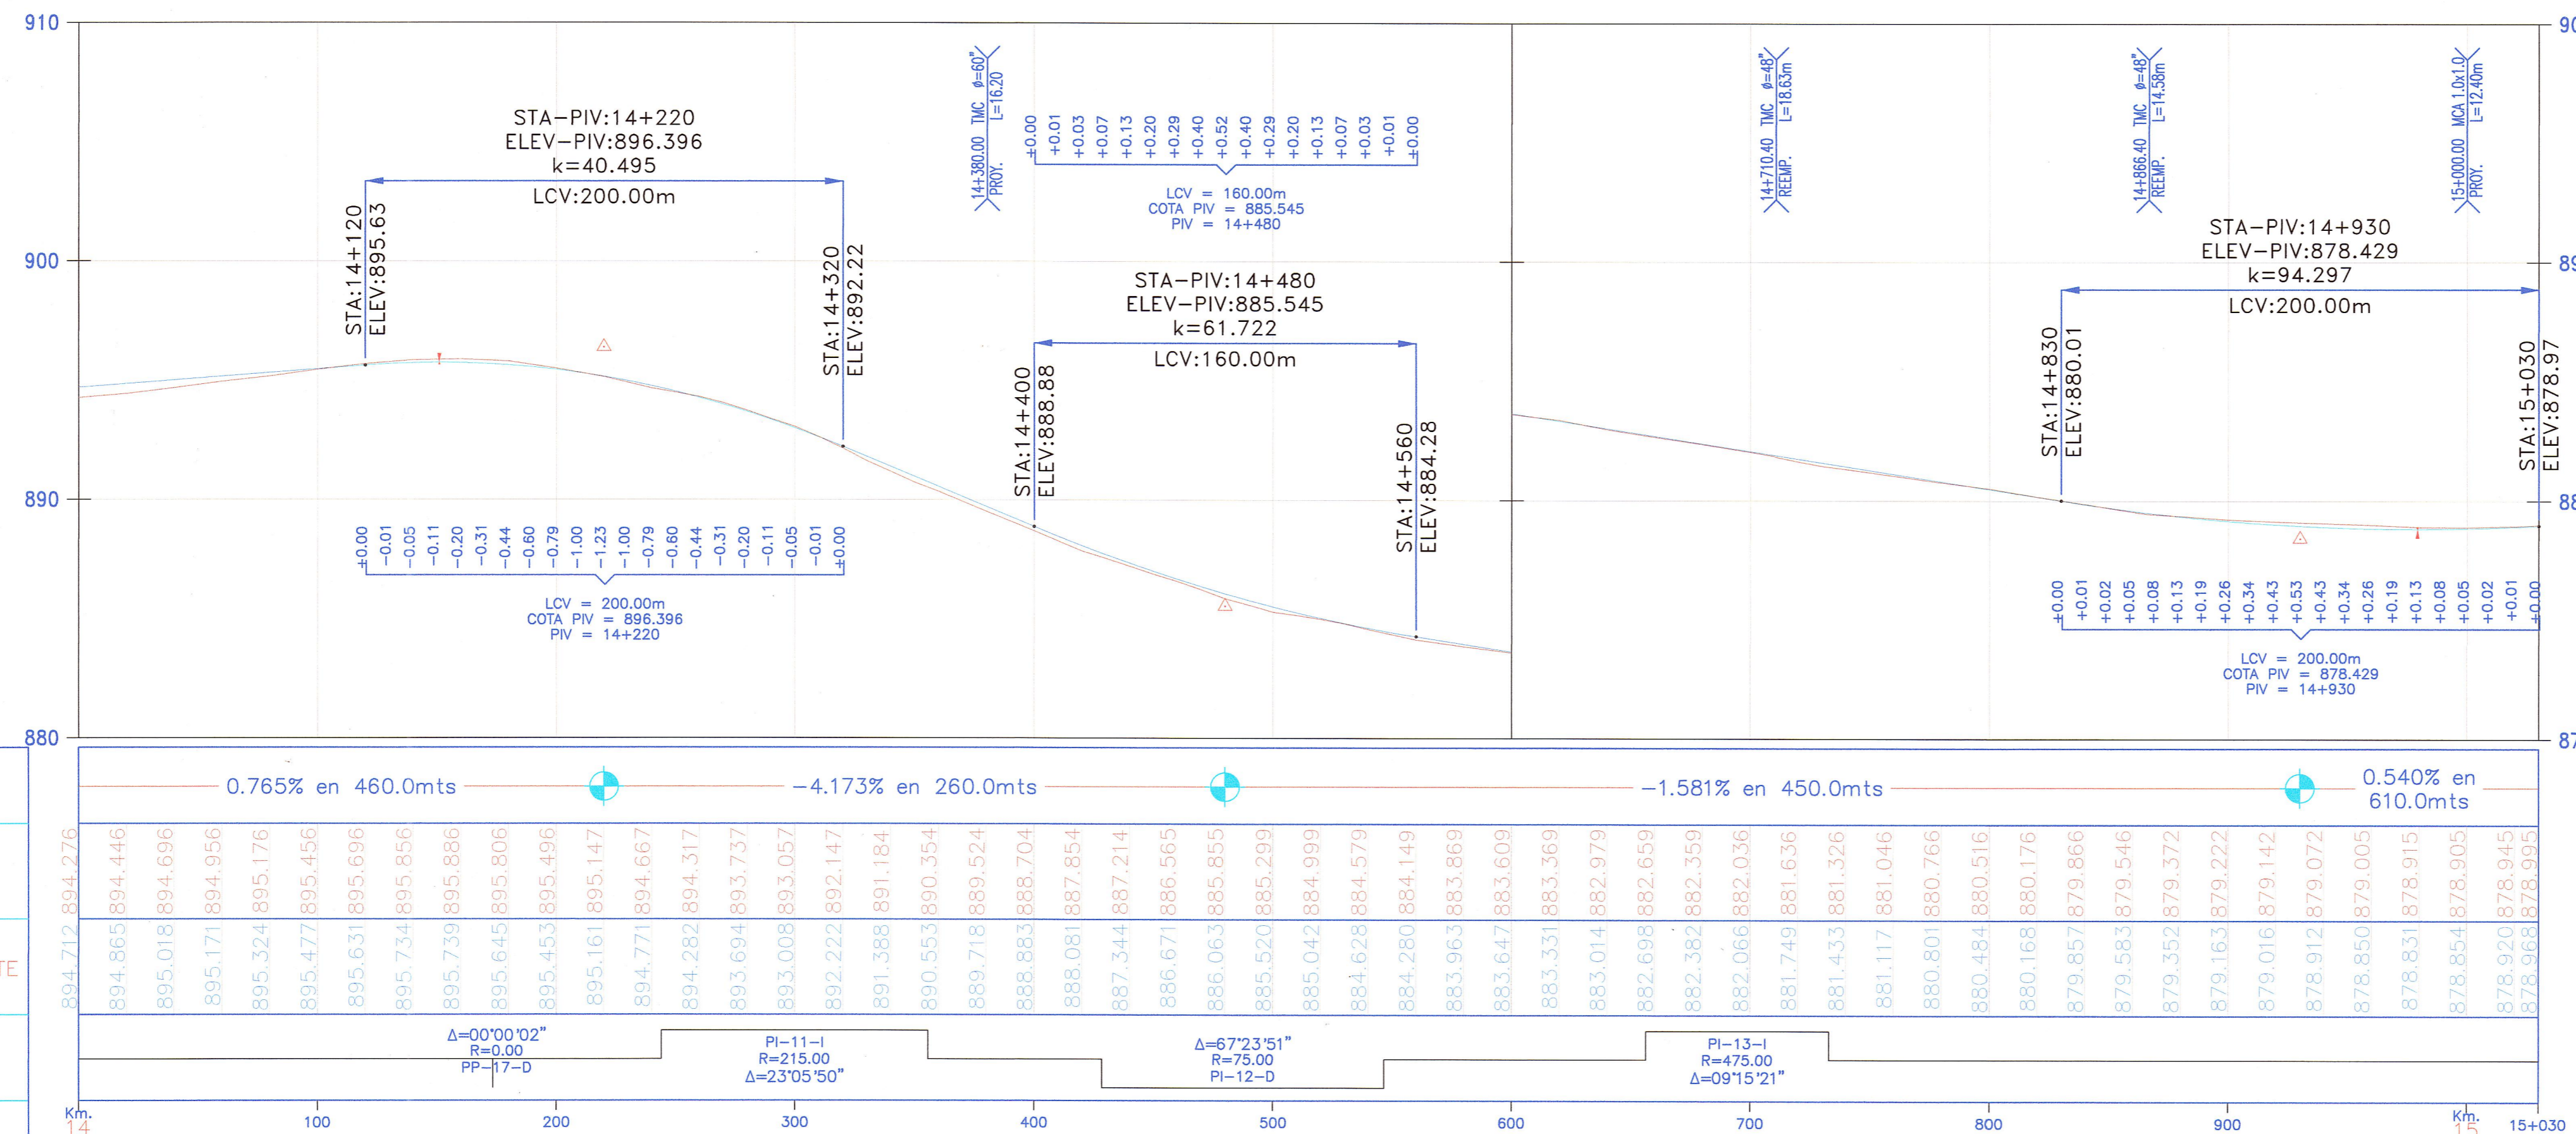 910
900
890
880
STA-PIV:14+220
ELEV-PIV:896.396
k=40.495
LCV:200.00m
STA:14+120
ELEV:895.63
STA:14+320
ELEV:892.22
±0.00
-0.01
-0.05
-0.11
-0.20
-0.31
-0.44
-0.60
-0.79
-1.00
-1.23
-1.00
-0.79
-0.60
-0.44
-0.31
-0.20
-0.11
-0.05
-0.01
±0.00
LCV = 200.00m
COTA PIV = 896.396
PIV = 14+220
14+380.00 TMC ø=60"
PROY. L=16.20
±0.00
+0.01
+0.03
+0.07
+0.13
+0.20
+0.29
+0.40
+0.52
+0.40
+0.29
+0.20
+0.13
+0.07
+0.03
+0.01
±0.00
LCV = 160.00m
COTA PIV = 885.545
PIV = 14+480
STA-PIV:14+480
ELEV-PIV:885.545
k=61.722
LCV:160.00m
STA:14+400
ELEV:888.88
STA:14+560
ELEV:884.28
14+710.40 TMC ø=48"
REEMP. L=18.63m
14+866.40 TMC ø=48"
REEMP. L=14.58m
15+000.00 MCA 1.0x1.0
PROY. L=12.40m
STA-PIV:14+930
ELEV-PIV:878.429
k=94.297
LCV:200.00m
STA:14+830
ELEV:880.01
STA:15+030
ELEV:878.97
±0.00
+0.01
+0.02
+0.05
+0.08
+0.13
+0.19
+0.26
+0.34
+0.43
+0.53
+0.43
+0.34
+0.26
+0.19
+0.13
+0.08
+0.05
+0.02
+0.01
±0.00
LCV = 200.00m
COTA PIV = 878.429
PIV = 14+930
0.765% en 460.0mts
-4.173% en 260.0mts
-1.581% en 450.0mts
0.540% en
610.0mts
894.276
894.446
894.696
894.956
895.176
895.456
895.696
895.856
895.886
895.806
895.496
895.147
894.667
894.317
893.737
893.057
892.147
891.184
890.354
889.524
888.704
887.854
887.214
886.565
885.855
885.299
884.999
884.579
884.149
883.869
883.609
883.369
882.979
882.659
882.359
882.036
881.636
881.326
881.046
880.766
880.516
880.176
879.866
879.546
879.372
879.222
879.142
879.072
879.005
878.915
878.905
878.945
878.995
TE
894.712
894.865
895.018
895.171
895.324
895.477
895.631
895.734
895.739
895.645
895.453
895.161
894.771
894.282
893.694
893.008
892.222
891.388
890.553
889.718
888.883
888.081
887.344
886.671
886.063
885.520
885.042
884.628
884.280
883.963
883.647
883.331
883.014
882.698
882.382
882.066
881.749
881.433
881.117
880.801
880.484
880.168
879.857
879.583
879.352
879.163
879.016
878.912
878.850
878.831
878.854
878.920
878.968
Δ=00°00'02"
R=0.00
PP-17-D
PI-11-I
R=215.00
Δ=23°05'50"
Δ=67°23'51"
R=75.00
PI-12-D
PI-13-I
R=475.00
Δ=09°15'21"
Km.
14
100
200
300
400
500
600
700
800
900
Km.
15
15+030